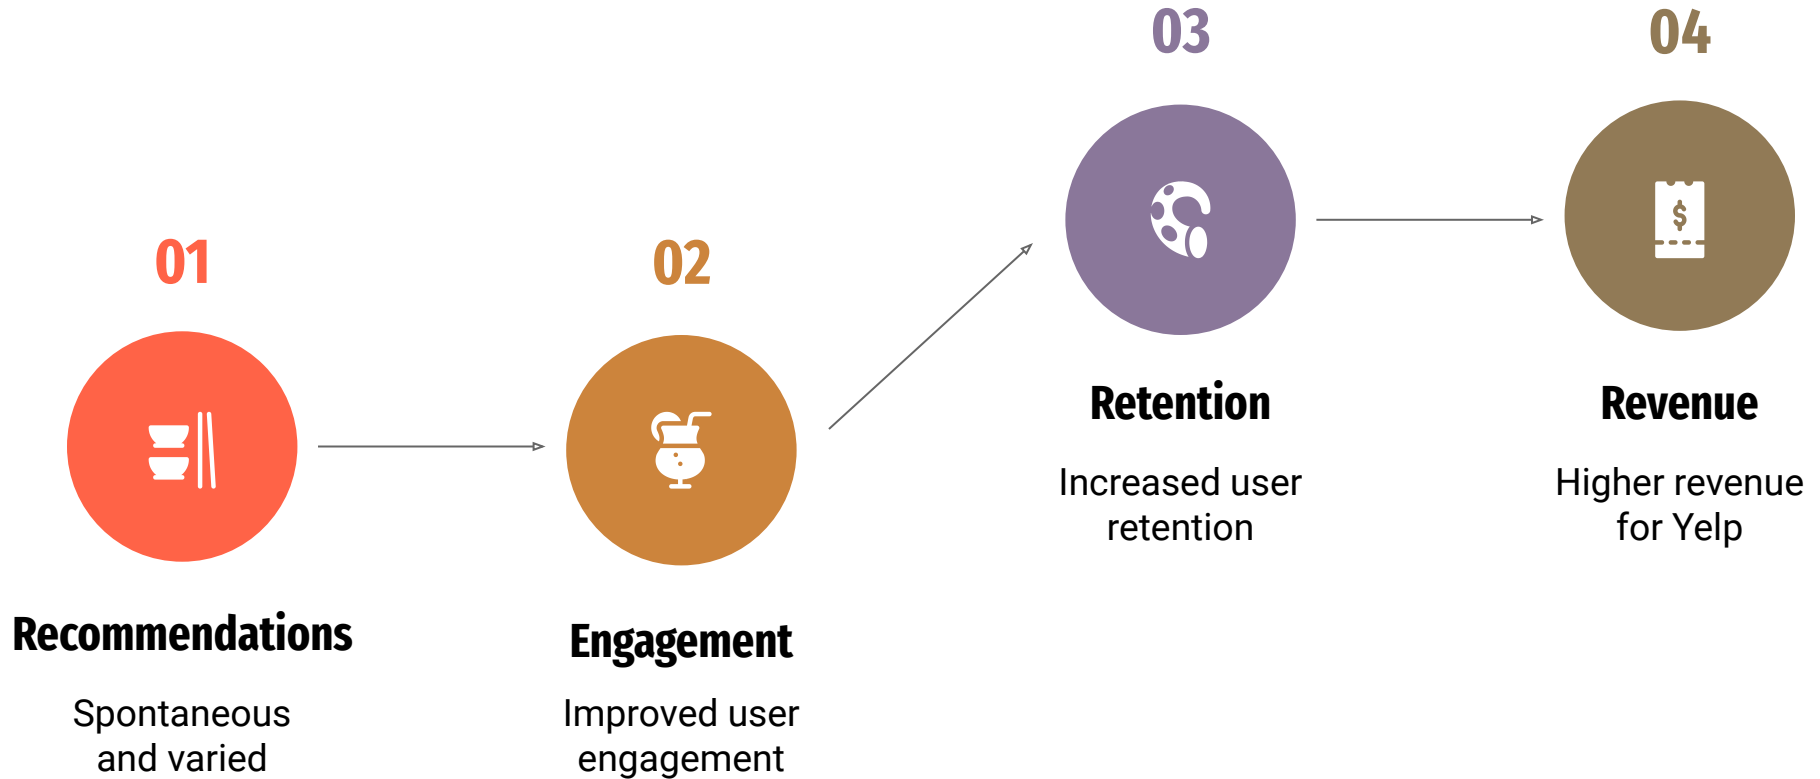 01
Recommendations
Spontaneous
and varied
02
Engagement
Improved user
engagement
03
Retention
Increased user
retention
04
$
Revenue
Higher revenue
for Yelp